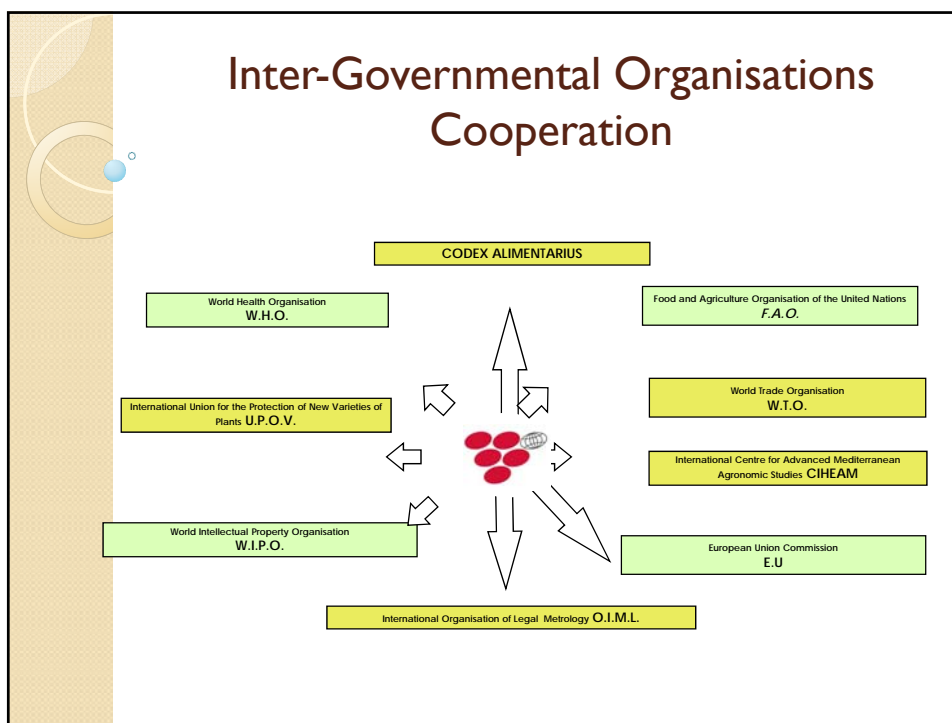 Inter-Governmental Organisations
Cooperation
CODEX ALIMENTARIUS
World Health Organisation
W.H.O.
Food and Agriculture Organisation of the United Nations
F.A.O.
International Union for the Protection of New Varieties of
Plants U.P.O.V.
World Trade Organisation
W.T.O.
International Centre for Advanced Mediterranean
Agronomic Studies CIHEAM
World Intellectual Property Organisation
W.I.P.O.
European Union Commission
E.U
International Organisation of Legal Metrology O.I.M.L.